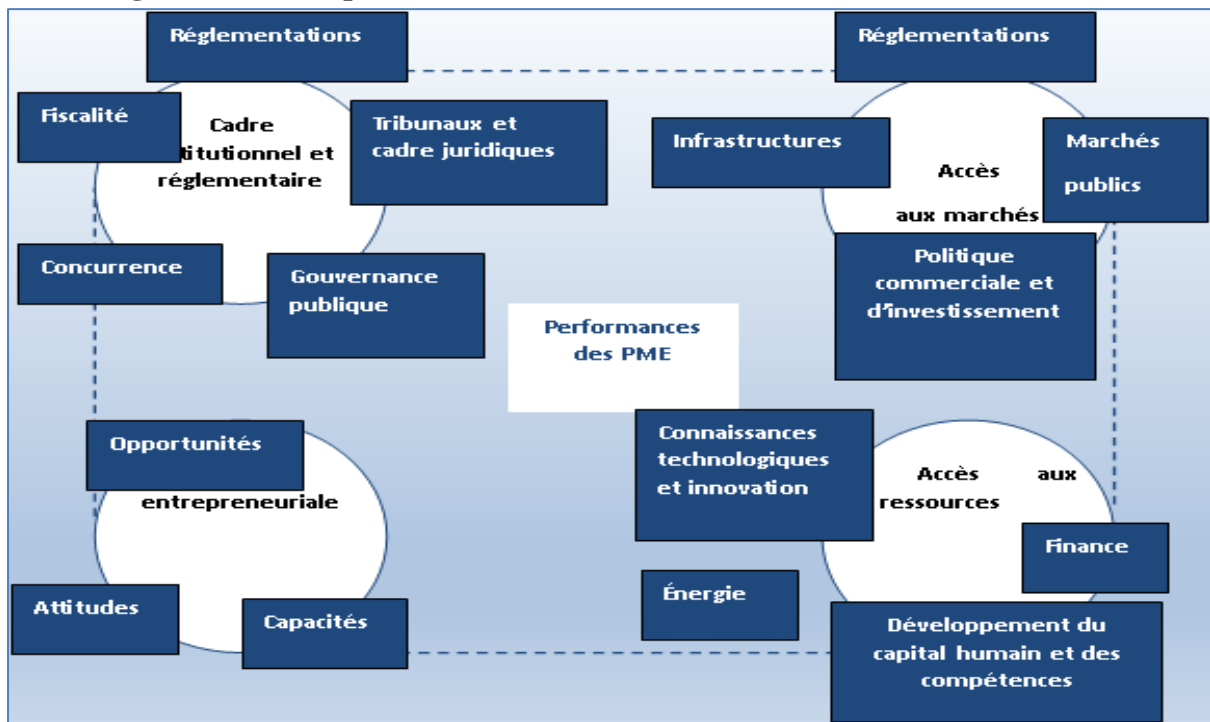 Réglementations
Fiscalité
Cadre
et
réglementaire
Tribunaux et
cadre juridiques
Concurrence
Gouvernance
publique
Réglementations
Infrastructures
Marchés
publics
Accès
aux marchés
Politique
commerciale et
d'investissement
Performances
des PME
Opportunités
entrepreneuriale
Attitudes
Capacités
Connaissances
technologiques
et innovation
Accès aux
ressources
Finance
Énergie
Développement du
capital humain et des
compétences